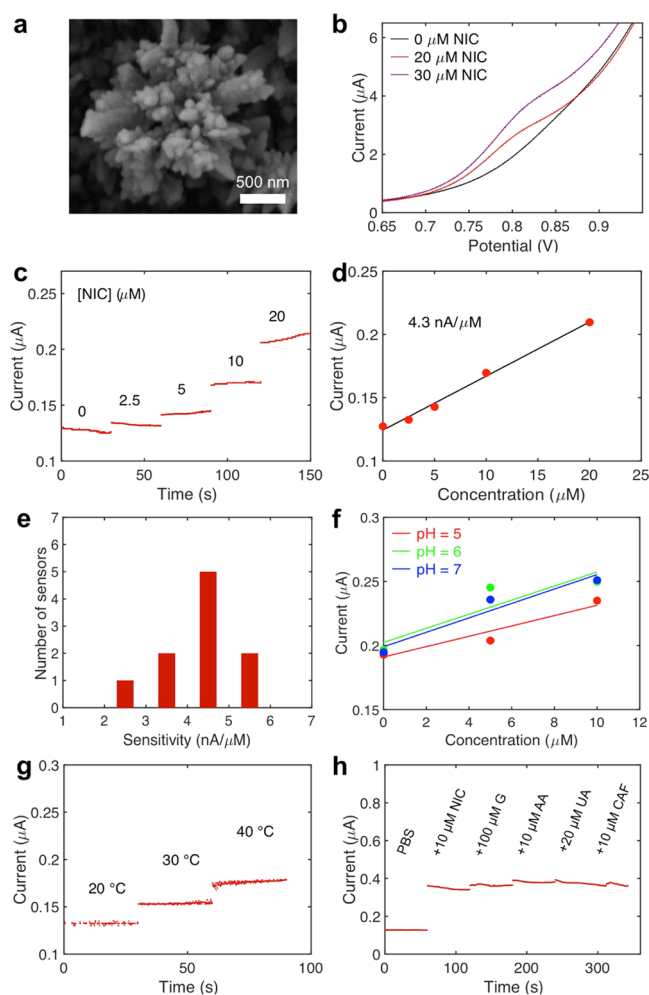 a
500 nm
b
0 μM NIC
20 μM NIC
30 μM NIC
Current (μA)
6
4
2
0
0.65
0.7
0.75
0.8
0.85
0.9
Potential (V)
c
[NIC] (μM)
Current (μA)
0.25
0.2
0.15
0.1
0
2.5
5
10
20
0
50
100
150
Time (s)
d
4.3 nA/μM
Current (μA)
0.25
0.2
0.15
0.1
0
5
10
15
20
25
Concentration (μM)
e
Number of sensors
7
6
5
4
3
2
1
0
1
2
3
4
5
6
7
Sensitivity (nA/μM)
f
pH = 5
pH = 6
pH = 7
Current (μA)
0.3
0.25
0.2
0.15
0
2
4
6
8
10
12
Concentration (μM)
g
Current (μA)
0.3
0.25
0.2
0.15
0.1
20 °C
30 °C
40 °C
0
50
100
Time (s)
h
Current (μA)
1
0.8
0.6
0.4
0.2
0
PBS
+10 μM NIC
+100 μM G
+10 μM AA
+20 μM UA
+10 μM CAF
100
200
300
Time (s)